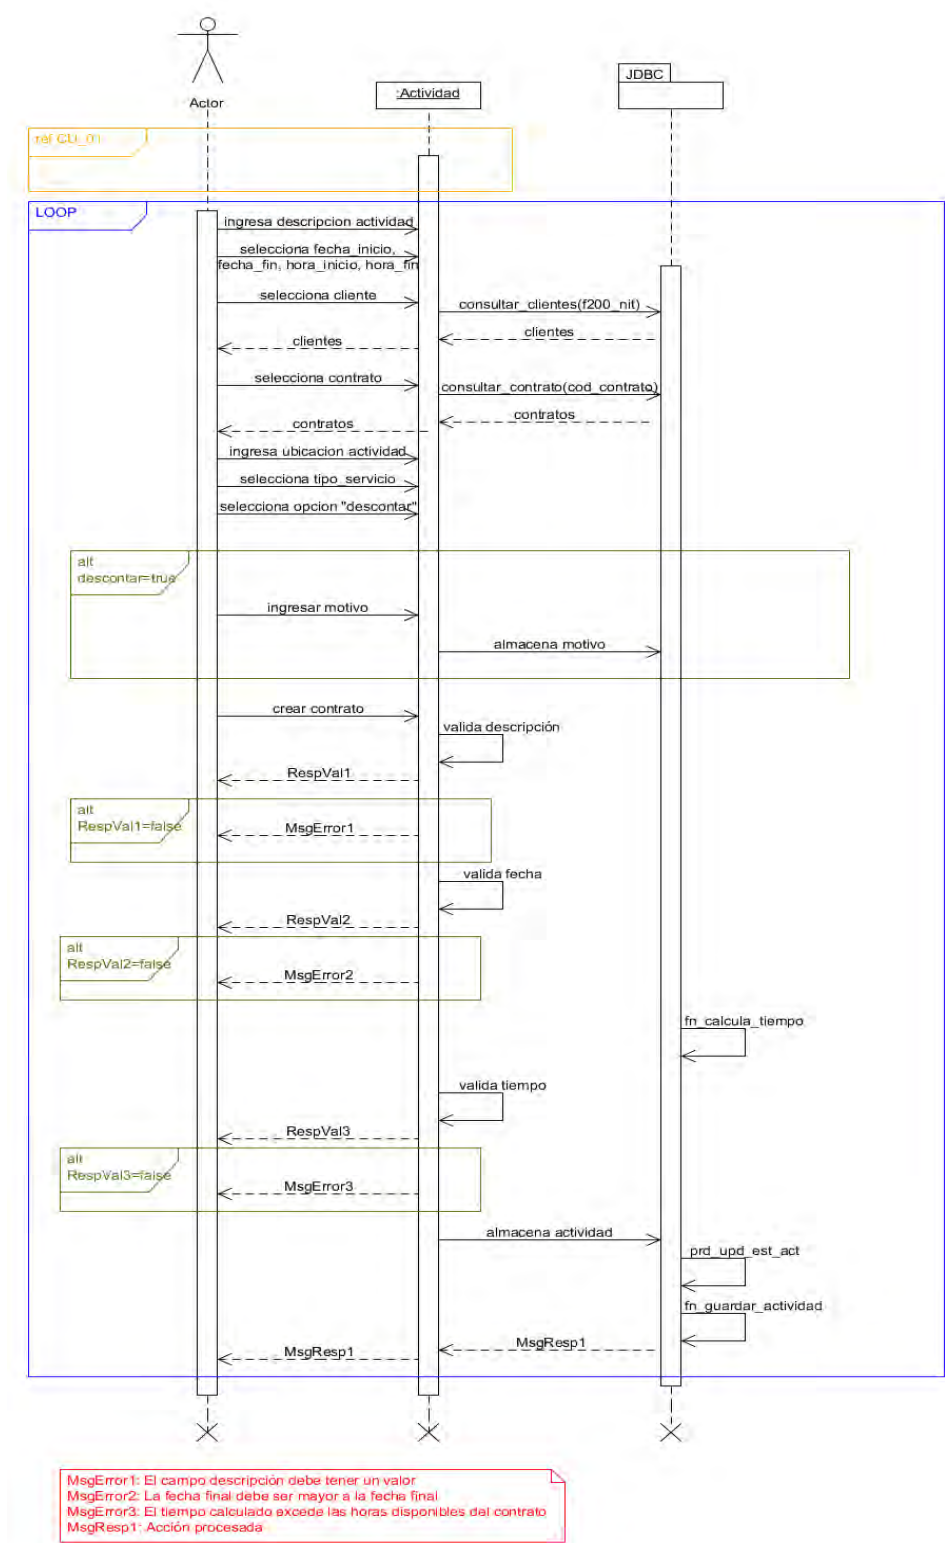 Actor
:Actividad
JDBC
ref CU_01
LOOP
ingresa descripcion actividad
selecciona fecha_inicio,
fecha_fin, hora_inicio, hora_fin
selecciona cliente
consultar_clientes(f200_nit)
clientes
clientes
selecciona contrato
consultar_contrato(cod_contrato)
contratos
contratos
ingresa ubicacion actividad
selecciona tipo_servicio
selecciona opcion "descontar"
alt
descontar=true
ingresar motivo
almacena motivo
crear contrato
valida descripción
RespVal1
alt
RespVal1=false
MsgError1
valida fecha
RespVal2
alt
RespVal2=false
MsgError2
fn_calcula_tiempo
valida tiempo
RespVal3
alt
RespVal3=false
MsgError3
almacena actividad
prd_upd_est_act
fn_guardar_actividad
MsgResp1
MsgResp1
MsgError1: El campo descripción debe tener un valor
MsgError2: La fecha final debe ser mayor a la fecha final
MsgError3: El tiempo calculado excede las horas disponibles del contrato
MsgResp1: Acción procesada